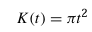 K(t) = πt²